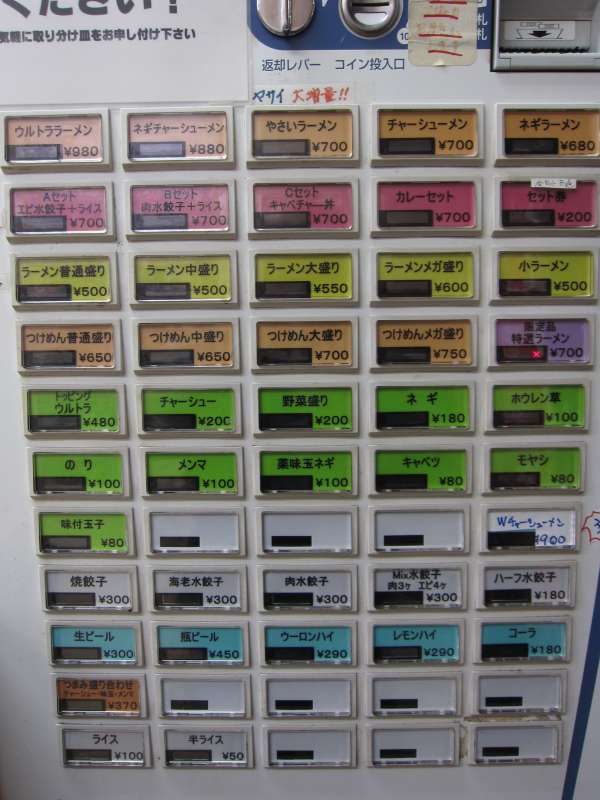 ください！
気軽に取り分け皿をお申し付け下さい
返却レバー コイン投入口
ヤサイ 大増量!!
ウルトララーメン ¥980
ネギチャーシューメン ¥880
やさいラーメン ¥700
チャーシューメン ¥700
ネギラーメン ¥680
Aセット
エビ水餃子+ライス
¥700
Bセット
肉水餃子+ライス
¥700
Cセット
キャベチャー丼
¥700
カレーセット ¥700
セット券 ¥200
ラーメン普通盛り ¥500
ラーメン中盛り ¥500
ラーメン大盛り ¥550
ラーメンメガ盛り ¥600
小ラーメン ¥500
つけめん普通盛り ¥650
つけめん中盛り ¥650
つけめん大盛り ¥700
つけめんメガ盛り ¥750
限定品
特選ラーメン
¥700
トッピング
ウルトラ
¥480
チャーシュー ¥200
野菜盛り ¥200
ネギ ¥180
ホウレン草 ¥100
のり ¥100
メンマ ¥100
薬味玉ネギ ¥100
キャベツ ¥80
モヤシ ¥80
味付玉子 ¥80
Wチャーシューメン
¥900
焼餃子 ¥300
海老水餃子 ¥300
肉水餃子 ¥300
Mix水餃子
肉3ヶ エビ4ヶ
¥300
ハーフ水餃子 ¥180
生ビール ¥300
瓶ビール ¥450
ウーロンハイ ¥290
レモンハイ ¥290
コーラ ¥180
つまみ盛り合わせ
チャーシュー・味玉・メンマ
¥370
ライス ¥100
半ライス ¥50